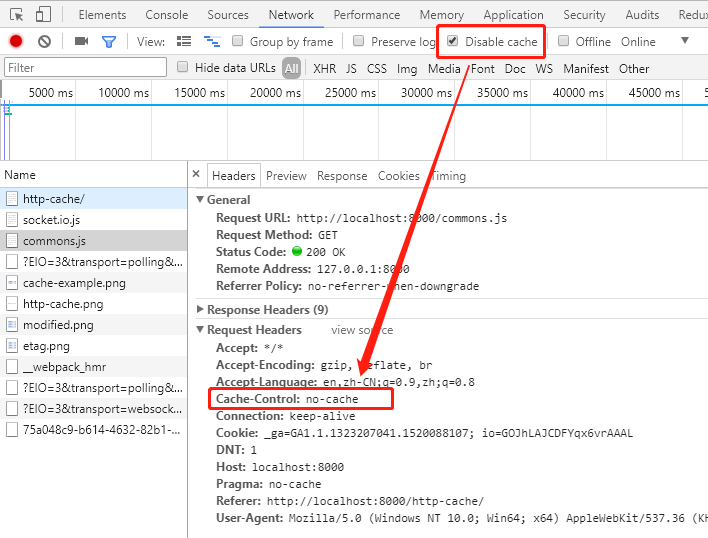 Elements Console Sources Network Performance Memory Application Security Audits Redux
View: Group by frame Preserve log Disable cache Offline Online
Filter Hide data URLs All XHR JS CSS Img Media Font Doc WS Manifest Other
5000 ms 10000 ms 15000 ms 20000 ms 25000 ms 30000 ms 35000 ms 40000 ms 45000 ms
Name
http-cache/
socket.io.js
commons.js
?EIO=3&transport=polling&...
cache-example.png
http-cache.png
modified.png
etag.png
__webpack_hmr
?EIO=3&transport=polling&...
?EIO=3&transport=websock...
75a048c9-b614-4632-82b1-...
× Headers Preview Response Cookies Timing
General
Request URL: http://localhost:8000/commons.js
Request Method: GET
Status Code: 200 OK
Remote Address: 127.0.0.1:8000
Referrer Policy: no-referrer-when-downgrade
Response Headers (9)
Request Headers view source
Accept: */*
Accept-Encoding: gzip, deflate, br
Accept-Language: en,zh-CN;q=0.9,zh;q=0.8
Cache-Control: no-cache
Connection: keep-alive
Cookie: _ga=GA1.1.1323207041.1520088107; io=GOJhLAJCDFYqx6vrAAAL
DNT: 1
Host: localhost:8000
Pragma: no-cache
Referer: http://localhost:8000/http-cache/
User-Agent: Mozilla/5.0 (Windows NT 10.0; Win64; x64) AppleWebKit/537.36 (KH